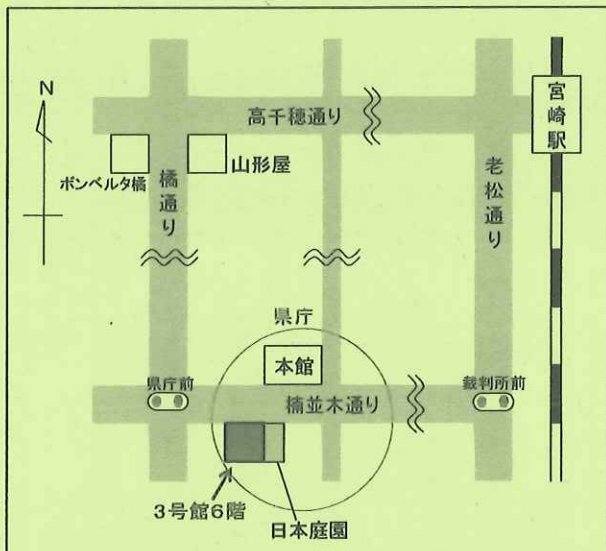 N
高千穂通り
宮崎駅
ボンベルタ橘
山形屋
橘通り
老松通り
県庁
本館
県庁前
裁判所前
楠並木通り
3号館6階
日本庭園